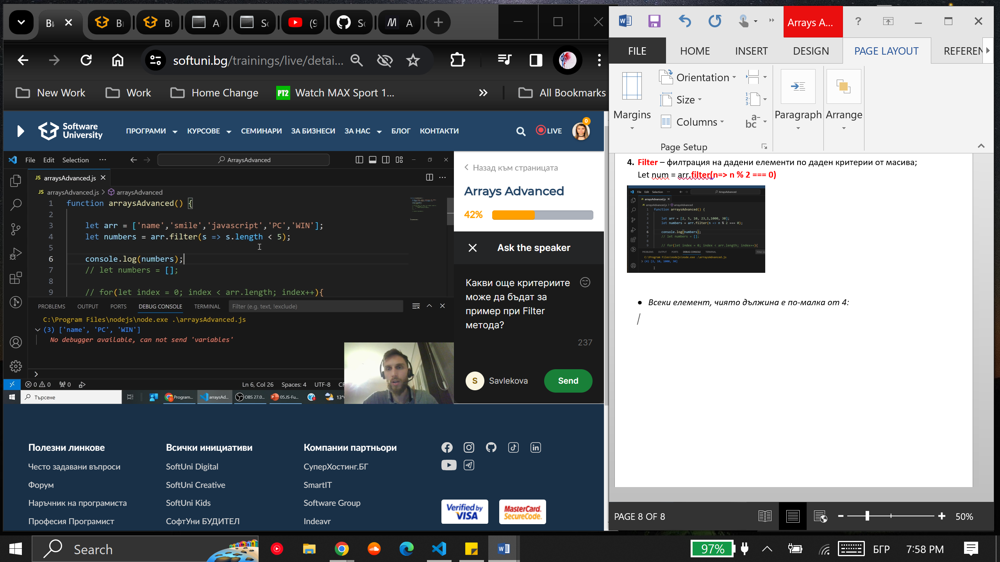 softuni.bg/trainings/live/detai...
New Work
Work
Home Change
PT2
Watch MAX Sport 1...
All Bookmarks
Software
University
ПРОГРАМИ
КУРСОВЕ
СЕМИНАРИ
ЗА БИЗНЕСИ
ЗА НАС
БЛОГ
КОНТАКТИ
LIVE
0
File
Edit
Selection
ArraysAdvanced
JS arraysAdvanced.js
JS arraysAdvanced.js > arraysAdvanced
1 function arraysAdvanced() {
2
3 let arr = ['name','smile','javascript','PC','WIN'];
4 let numbers = arr.filter(s => s.length < 5);
5
6 console.log(numbers);
7 // let numbers = [];
8
9 // for(let index = 0; index < arr.length; index++){
PROBLEMS
OUTPUT
PORTS
DEBUG CONSOLE
TERMINAL
Filter (e.g. text, !exclude)
C:\Program Files\nodejs\node.exe .\arraysAdvanced.js
(3) ['name', 'PC', 'WIN']
No debugger available, can not send 'variables'
0 0
0
Ln 6, Col 26
Spaces: 4
UTF-8
Търсене
Program...
arraysAd...
OBS 27.0...
05.JS-Fu...
13°
Назад към страницата
Arrays Advanced
42%
Ask the speaker
Какви още критериите
може да бъдат за
пример при Filter
метода?
237
S
Savlekova
Send
Полезни линкове
Често задавани въпроси
Форум
Наръчник на програмиста
Професия Програмист
Всички инициативи
SoftUni Digital
SoftUni Creative
SoftUni Kids
СофтУни БУДИТЕЛ
Компании партньори
СуперХостинг.БГ
SmartIT
Software Group
Indeavr
Verified by
VISA
MasterCard.
SecureCode.
Arrays A...
FILE
HOME
INSERT
DESIGN
PAGE LAYOUT
REFEREN
Margins
Orientation
Size
Columns
Page Setup
Paragraph
Arrange
4. Filter – филтрация на дадени елементи по даден критерии от масива;
Let num = arr.filter(n=> n % 2 === 0)
File Edit Selection ... ArraysAdvanced
JS arraysAdvanced.js
JS arraysAdvanced.js > arraysAdvanced
1 function arraysAdvanced() {
2
3 let arr = [2, 5, 10, 23,1,1000, 30];
4 let numbers = arr.filter(n => n % 2 === 0);
5
6 console.log(numbers);
7 // let numbers = [];
8
9 // for(let index = 0; index < arr.length; index++){
PROBLEMS OUTPUT PORTS DEBUG CONSOLE TERMINAL
C:\Program Files\nodejs\node.exe .\arraysAdvanced.js
(4) [2, 10, 1000, 30]
• Всеки елемент, чиято дължина е по-малка от 4:
PAGE 8 OF 8
50%
Search
97%
БГР
7:58 PM